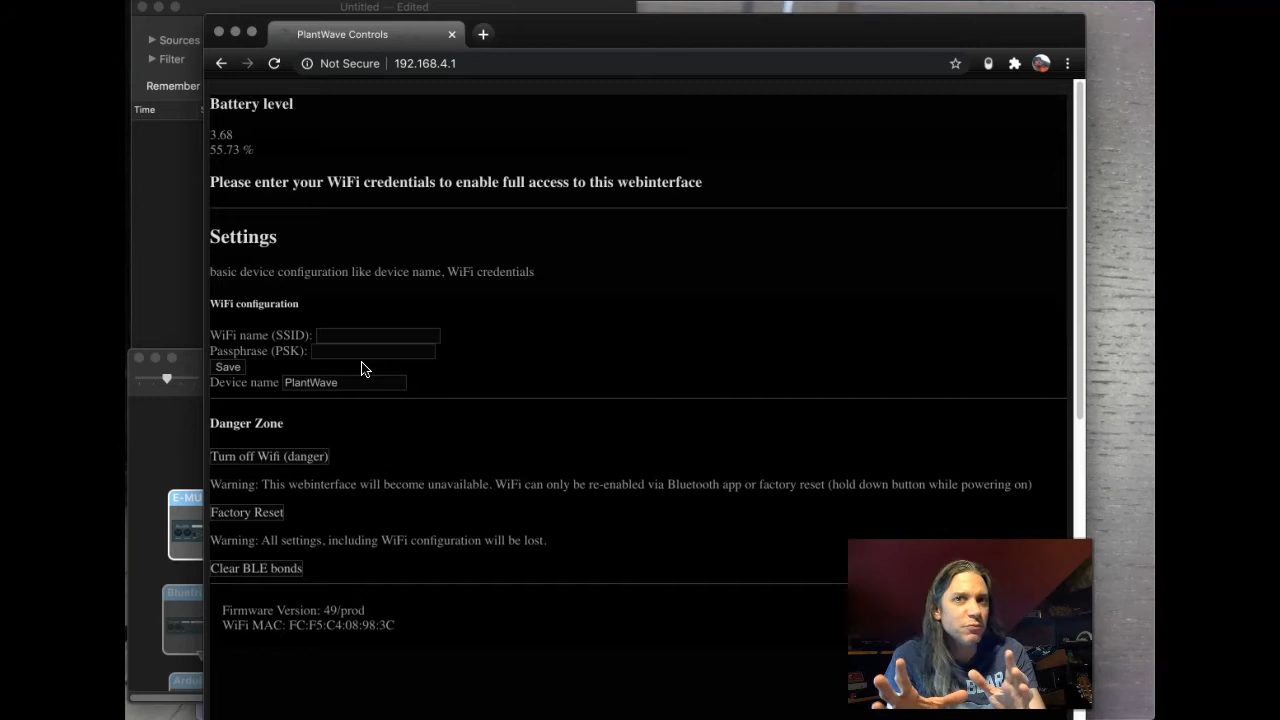 Untitled — Edited
PlantWave Controls
Not Secure
192.168.4.1
Sources
Filter
Remember
Time
Battery level
3.68
55.73 %
Please enter your WiFi credentials to enable full access to this webinterface
Settings
basic device configuration like device name, WiFi credentials
WiFi configuration
WiFi name (SSID):
Passphrase (PSK):
Save
Device name PlantWave
Danger Zone
Turn off Wifi (danger)
Warning: This webinterface will become unavailable. WiFi can only be re-enabled via Bluetooth app or factory reset (hold down button while powering on)
E-MU
Factory Reset
Warning: All settings, including WiFi configuration will be lost.
Clear BLE bonds
Firmware Version: 49/prod
WiFi MAC: FC:F5:C4:08:98:3C